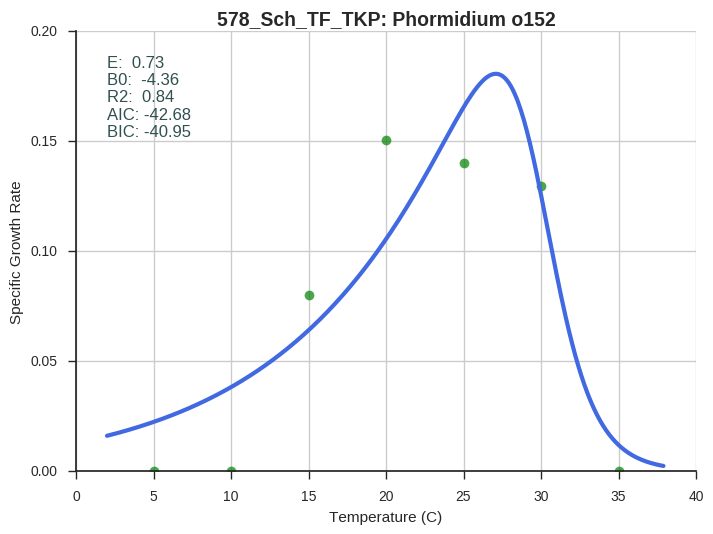 578_Sch_TF_TKP: Phormidium o152
E: 0.73
B0: -4.36
R2: 0.84
AIC: -42.68
BIC: -40.95
Specific Growth Rate
0.20
0.15
0.10
0.05
0.00
0 5 10 15 20 25 30 35 40
Temperature (C)